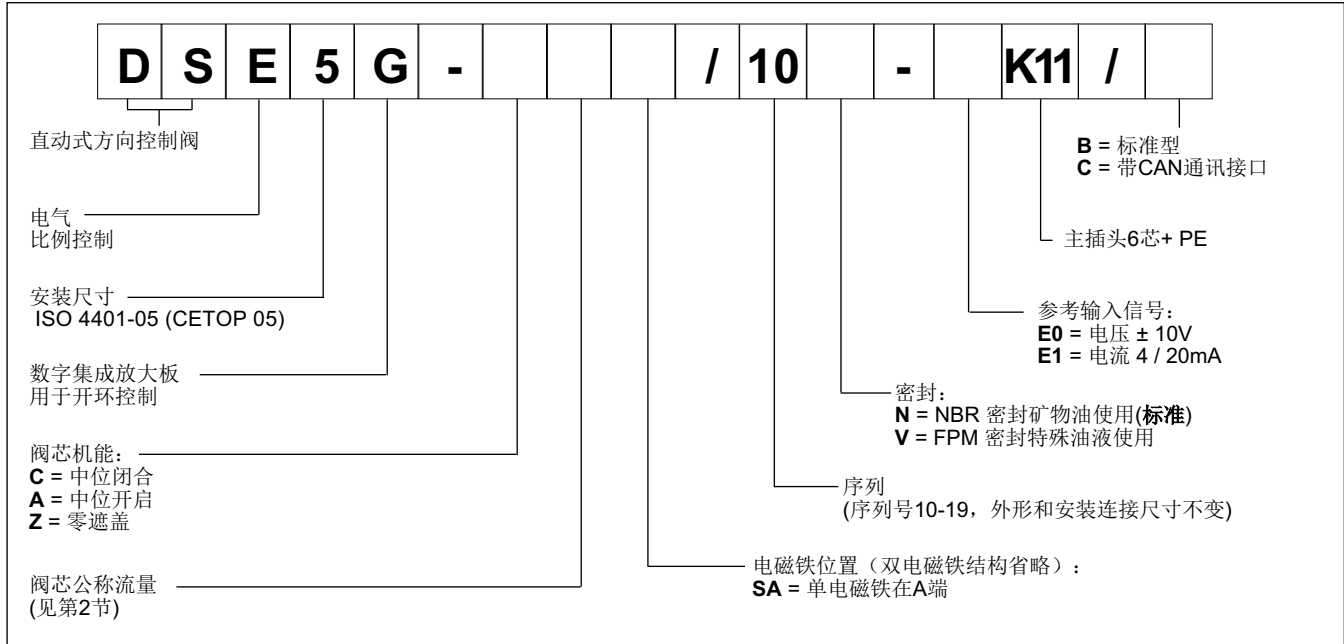 D S E 5 G - / 10 - K11 /
直动式方向控制阀
电气
比例控制
安装尺寸
ISO 4401-05 (CETOP 05)
数字集成放大板
用于开环控制
阀芯机能：
C = 中位闭合
A = 中位开启
Z = 零遮盖
阀芯公称流量
(见第2节)
B = 标准型
C = 带CAN通讯接口
主插头6芯+ PE
参考输入信号：
E0 = 电压 ± 10V
E1 = 电流 4 / 20mA
密封：
N = NBR 密封矿物油使用(标准)
V = FPM 密封特殊油液使用
序列
(序列号10-19，外形和安装连接尺寸不变)
电磁铁位置（双电磁铁结构省略）：
SA = 单电磁铁在A端